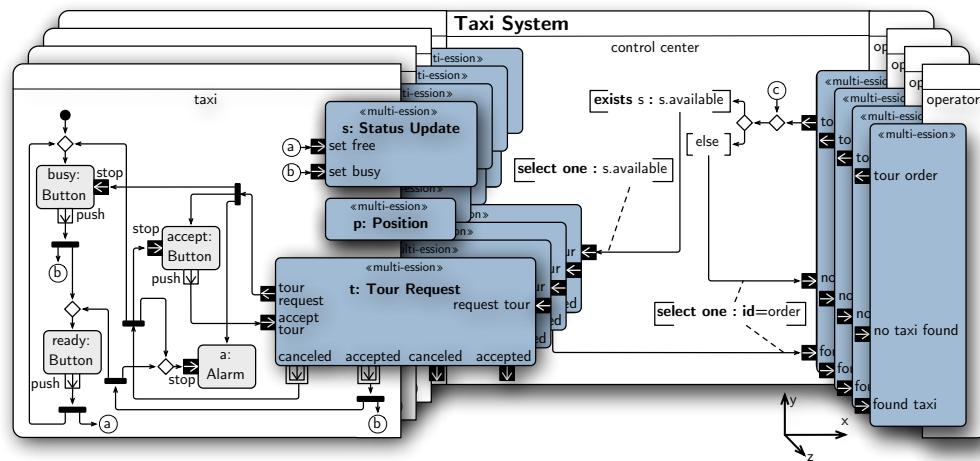 Taxi System
control center
taxi
operator
op
op
op
«multi-ession»
s: Status Update
set free
set busy
a
b
«multi-ession»
p: Position
«multi-ession»
t: Tour Request
tour
request
accept
tour
request tour
canceled
accepted
canceled
accepted
busy:
Button
stop
push
b
accept:
Button
stop
push
ready:
Button
push
a
a:
Alarm
stop
b
exists s : s.available
else
c
select one : s.available
select one : id=order
«multi-ession»
tour order
no taxi found
found taxi
y
x
z